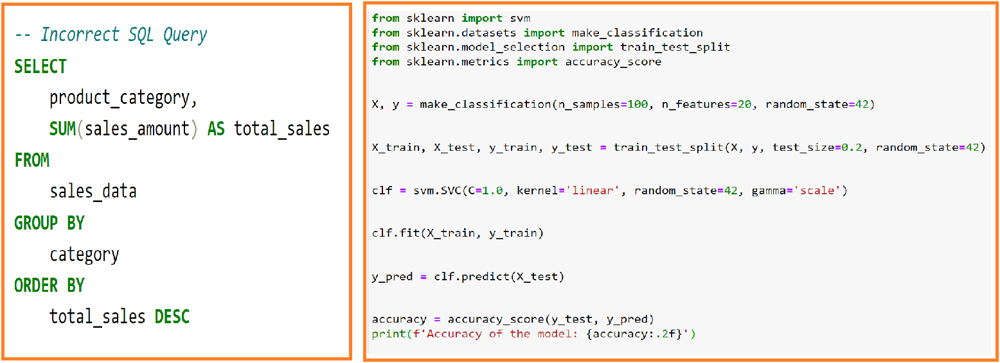 -- Incorrect SQL Query
SELECT
    product_category,
    SUM(sales_amount) AS total_sales
FROM
    sales_data
GROUP BY
    category
ORDER BY
    total_sales DESC
from sklearn import svm
from sklearn.datasets import make_classification
from sklearn.model_selection import train_test_split
from sklearn.metrics import accuracy_score
X, y = make_classification(n_samples=100, n_features=20, random_state=42)
X_train, X_test, y_train, y_test = train_test_split(X, y, test_size=0.2, random_state=42)
clf = svm.SVC(C=1.0, kernel='linear', random_state=42, gamma='scale')
clf.fit(X_train, y_train)
y_pred = clf.predict(X_test)
accuracy = accuracy_score(y_test, y_pred)
print(f'Accuracy of the model: {accuracy:.2f}')